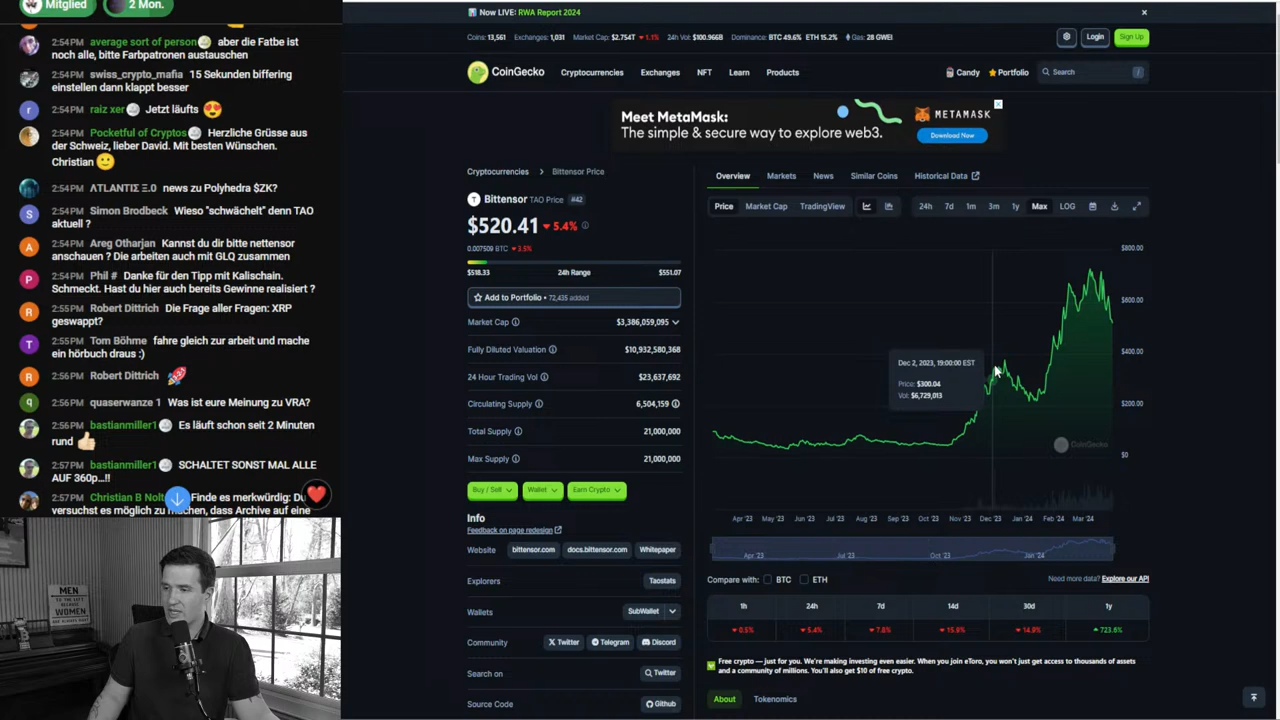 Mitglied
2 Mon.
2:54PM average sort of person aber die Fatbe ist
noch alle, bitte Farbpatronen austauschen
2:54PM swiss_crypto_mafia 15 Sekunden biffering
einstellen dann klappt besser
2:54PM raiz xer Jetzt läufts
2:54PM Pocketful of Cryptos Herzliche Grüsse aus
der Schweiz, lieber David. Mit besten Wünschen.
Christian
2:54PM ΛTLANTIS Ξ.0 news zu Polyhedra $ZK?
S
2:54PM Simon Brodbeck Wieso "schwächelt" denn TAO
aktuell ?
A
2:54PM Areg Otharjan Kannst du dir bitte nettensor
anschauen ? Die arbeiten auch mit GLQ zusammen
P
2:54PM Phil # Danke für den Tipp mit Kalischain.
Schmeckt. Hast du hier auch bereits Gewinne realisiert ?
R
2:55PM Robert Dittrich Die Frage aller Fragen: XRP
geswappt?
T
2:55PM Tom Böhme fahre gleich zur arbeit und mache
ein hörbuch draus ;)
R
2:56PM Robert Dittrich
q
2:56PM quaserwanze 1 Was ist eure Meinung zu VRA?
2:56PM bastianmiller1 Es läuft schon seit 2 Minuten
rund
2:57PM bastianmiller1 SCHALTET SONST MAL ALLE
AUF 360p...!!
2:57PM Christian B Nolt Finde es merkwürdig: Du
versuchst es möglich zu machen, dass Archive auf eine
MEN
TO THE LEFT
BECAUSE
WOMEN
ARE ALWAYS RIGHT
Now LIVE: RWA Report 2024
Coins: 13,561 Exchanges: 1,031 Market Cap: $2.754T 1.1% 24h Vol: $100.966B Dominance: BTC 49.6% ETH 15.2% Gas: 28 GWEI
Login
Sign Up
CoinGecko
Cryptocurrencies Exchanges NFT Learn Products
Candy Portfolio Search /
Meet MetaMask:
The simple & secure way to explore web3.
METAMASK
Download Now
Cryptocurrencies > Bittensor Price
Bittensor TAO Price #42
$520.41 5.4%
0.007509 BTC 3.5%
$518.33 24h Range $551.07
Add to Portfolio • 72,435 added
Market Cap $3,386,059,095
Fully Diluted Valuation $10,932,580,368
24 Hour Trading Vol $23,637,692
Circulating Supply 6,504,159
Total Supply 21,000,000
Max Supply 21,000,000
Buy / Sell Wallet Earn Crypto
Info
Feedback on page redesign
Website bittensor.com docs.bittensor.com Whitepaper
Explorers Taostats
Wallets SubWallet
Community Twitter Telegram Discord
Search on Twitter
Source Code Github
Overview Markets News Similar Coins Historical Data
Price Market Cap TradingView
24h 7d 1m 3m 1y Max LOG
$800.00
$600.00
$400.00
$200.00
$0
Dec 2, 2023, 19:00:00 EST
Price: $300.04
Vol: $6,729,013
CoinGecko
Apr '23 May '23 Jun '23 Jul '23 Aug '23 Sep '23 Oct '23 Nov '23 Dec '23 Jan '24 Feb '24 Mar '24
Apr '23 Jul '23 Oct '23 Jan '24
Compare with: BTC ETH
Need more data? Explore our API
1h 24h 7d 14d 30d 1y
0.5% 5.4% 7.8% 15.9% 14.9% 723.6%
Free crypto — just for you. We're making investing even easier. When you join eToro, you won't just get access to thousands of assets
and a community of millions. You'll also get $10 of free crypto.
About Tokenomics